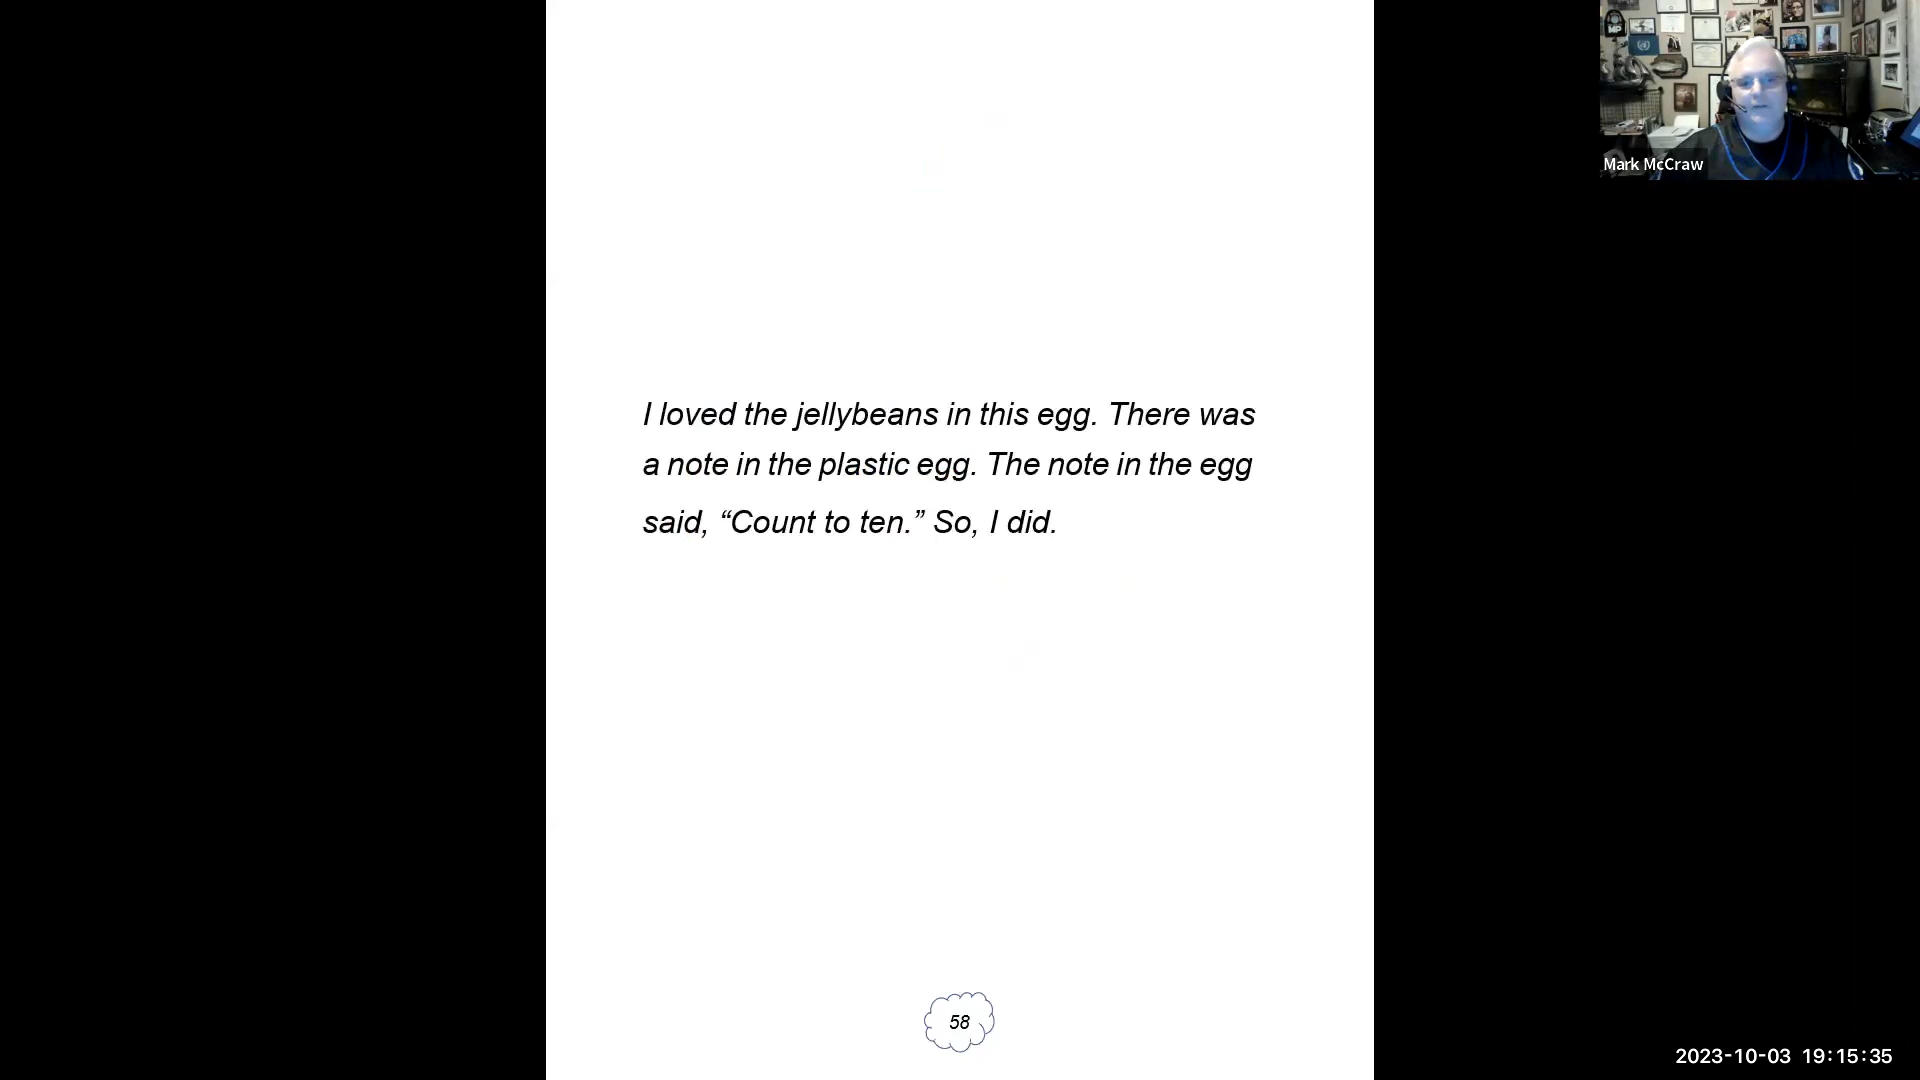 MP
Mark McCraw
I loved the jellybeans in this egg. There was
a note in the plastic egg. The note in the egg
said, “Count to ten.” So, I did.
58
2023-10-03 19:15:35